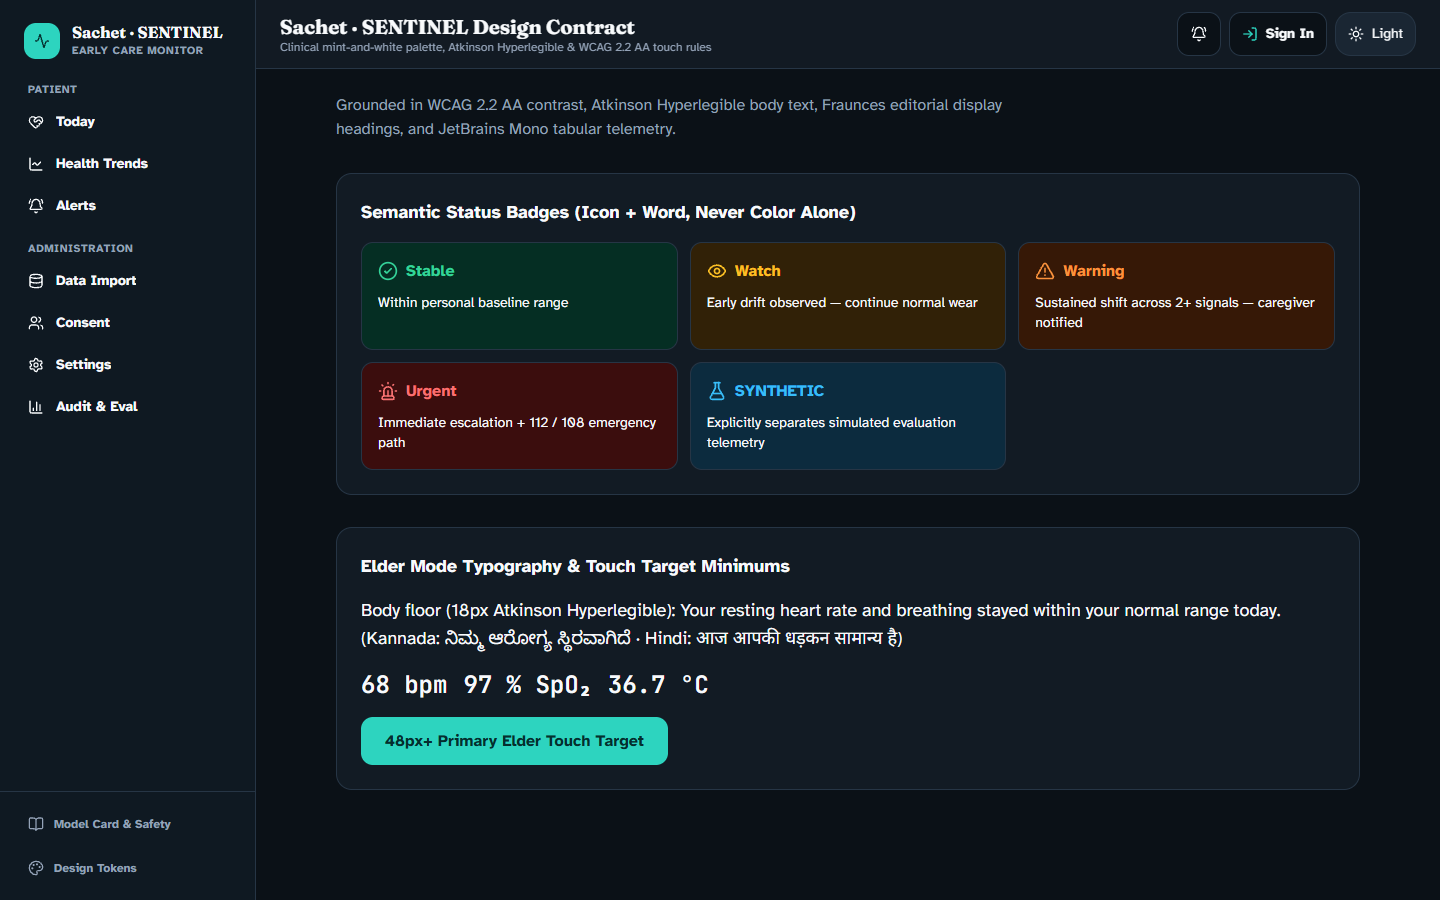 Sachet · SENTINEL
EARLY CARE MONITOR
PATIENT
Today
Health Trends
Alerts
ADMINISTRATION
Data Import
Consent
Settings
Audit & Eval
Model Card & Safety
Design Tokens
Sachet · SENTINEL Design Contract
Clinical mint-and-white palette, Atkinson Hyperlegible & WCAG 2.2 AA touch rules
Sign In
Light
Grounded in WCAG 2.2 AA contrast, Atkinson Hyperlegible body text, Fraunces editorial display
headings, and JetBrains Mono tabular telemetry.
Semantic Status Badges (Icon + Word, Never Color Alone)
Stable
Within personal baseline range
Watch
Early drift observed — continue normal wear
Warning
Sustained shift across 2+ signals — caregiver
notified
Urgent
Immediate escalation + 112 / 108 emergency
path
SYNTHETIC
Explicitly separates simulated evaluation
telemetry
Elder Mode Typography & Touch Target Minimums
Body floor (18px Atkinson Hyperlegible): Your resting heart rate and breathing stayed within your normal range today.
(Kannada: ನಿಮ್ಮ ಆರೋಗ್ಯ ಸ್ಥಿರವಾಗಿದೆ · Hindi: आज आपकी धड़कन सामान्य है)
68 bpm 97 % SpO₂ 36.7 °C
48px+ Primary Elder Touch Target